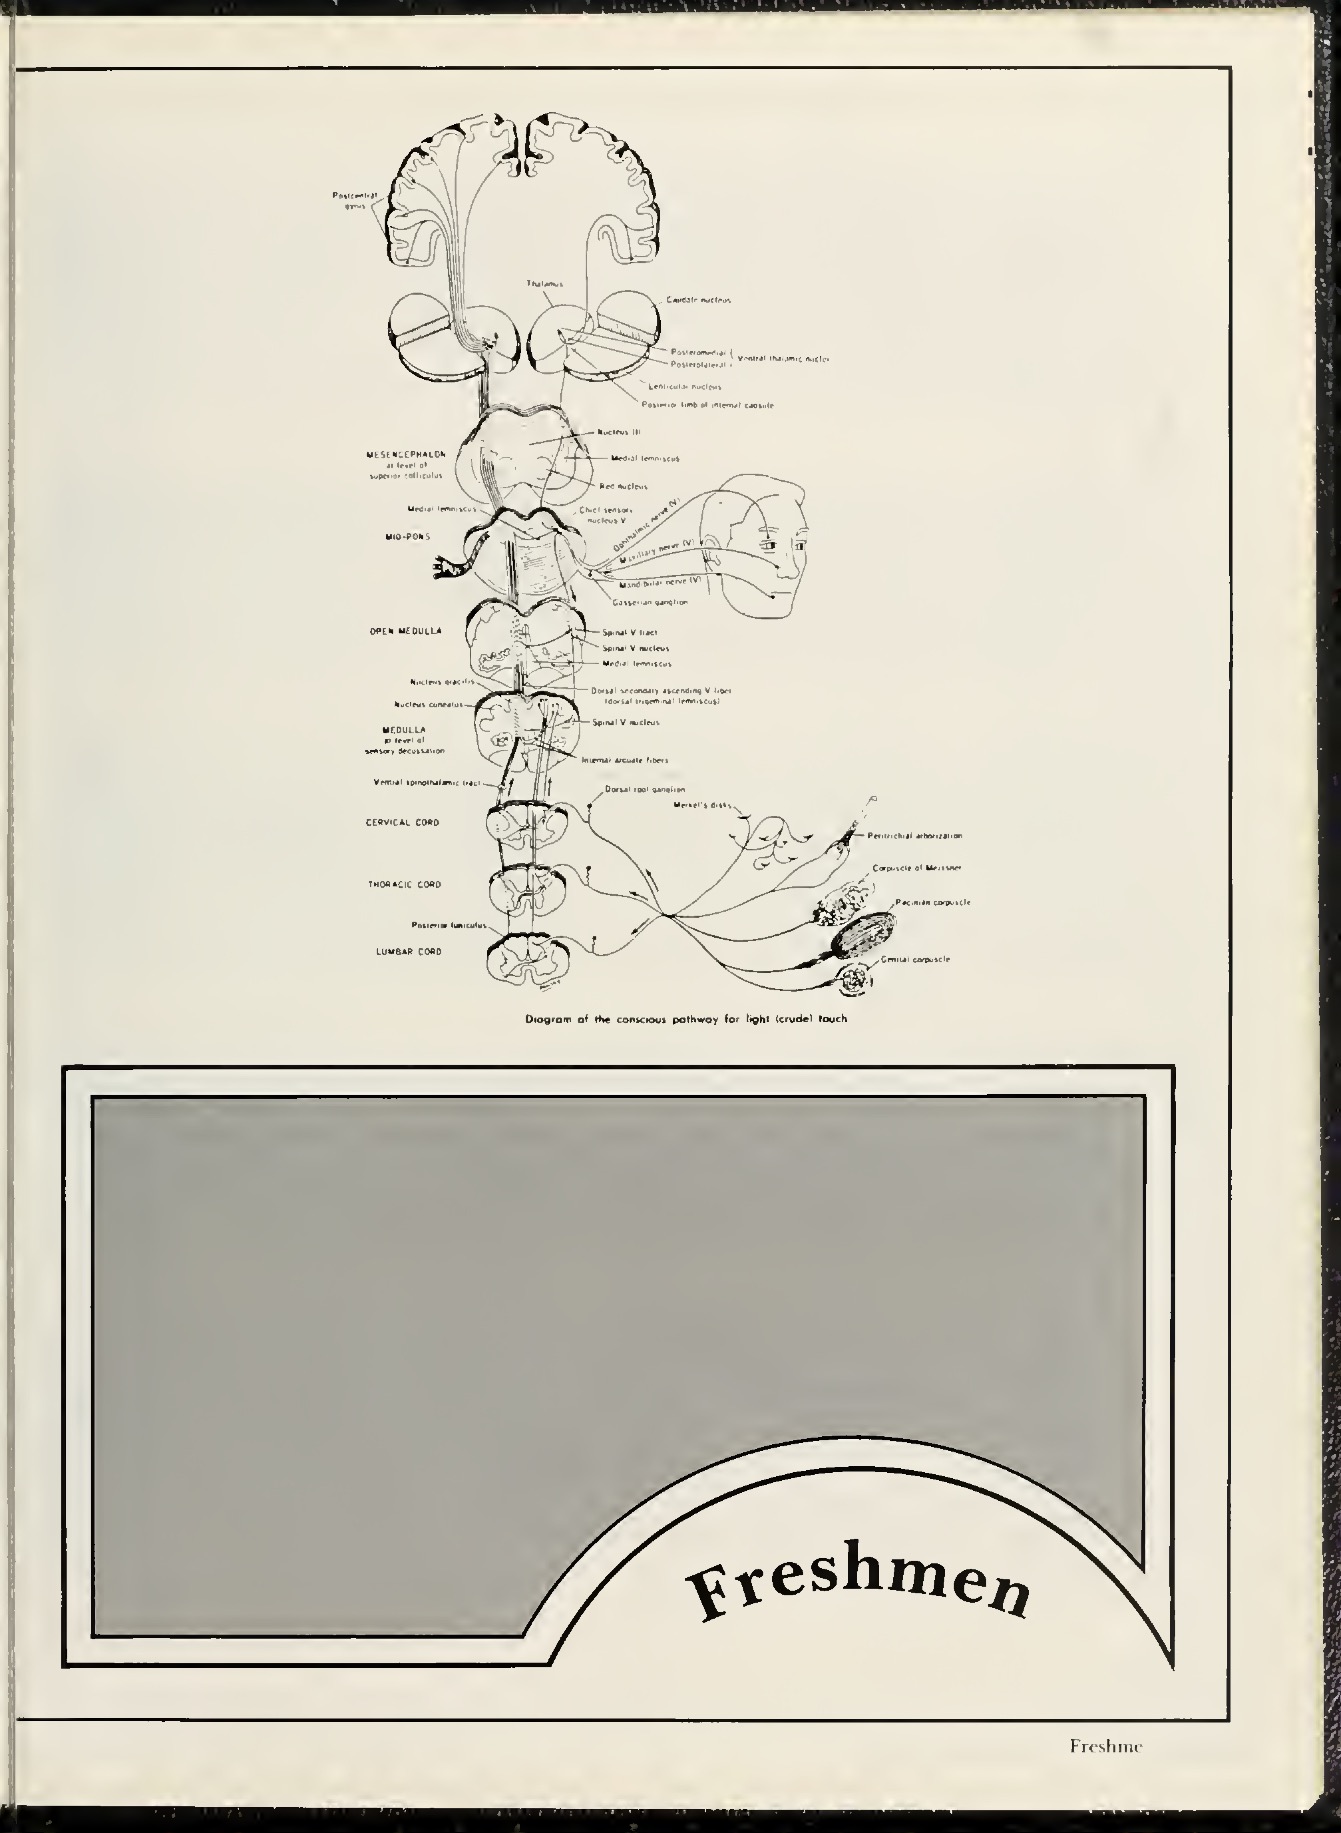 Postcentral
gyrus
Thalamus
Caudate nucleus
Posteromedial
Posterolateral
Ventral thalamic nuclei
Lenticular nucleus
Posterior limb of internal capsule
Nucleus III
MESENCEPHALON
at level of
superior colliculus
Medial lemniscus
Red nucleus
Medial lemniscus
Chief sensory
nucleus V
MID-PONS
Ophthalmic nerve (V)
Maxillary nerve (V)
Mandibular nerve (V)
Gasserian ganglion
OPEN MEDULLA
Spinal V tract
Spinal V nucleus
Medial lemniscus
Nucleus gracilis
Dorsal secondary ascending V fiber
(dorsal trigeminal lemniscus)
Nucleus cuneatus
Spinal V nucleus
MEDULLA
at level of
sensory decussation
Internal arcuate fibers
Ventral spinothalamic tract
Dorsal root ganglion
Merkel's disks
CERVICAL CORD
Peritrichial arborization
Corpuscle of Meissner
THORACIC CORD
Pacinian corpuscle
Posterior funiculus
LUMBAR CORD
Genital corpuscle
Diagram of the conscious pathway for light (crude) touch
Freshmen
Freshme